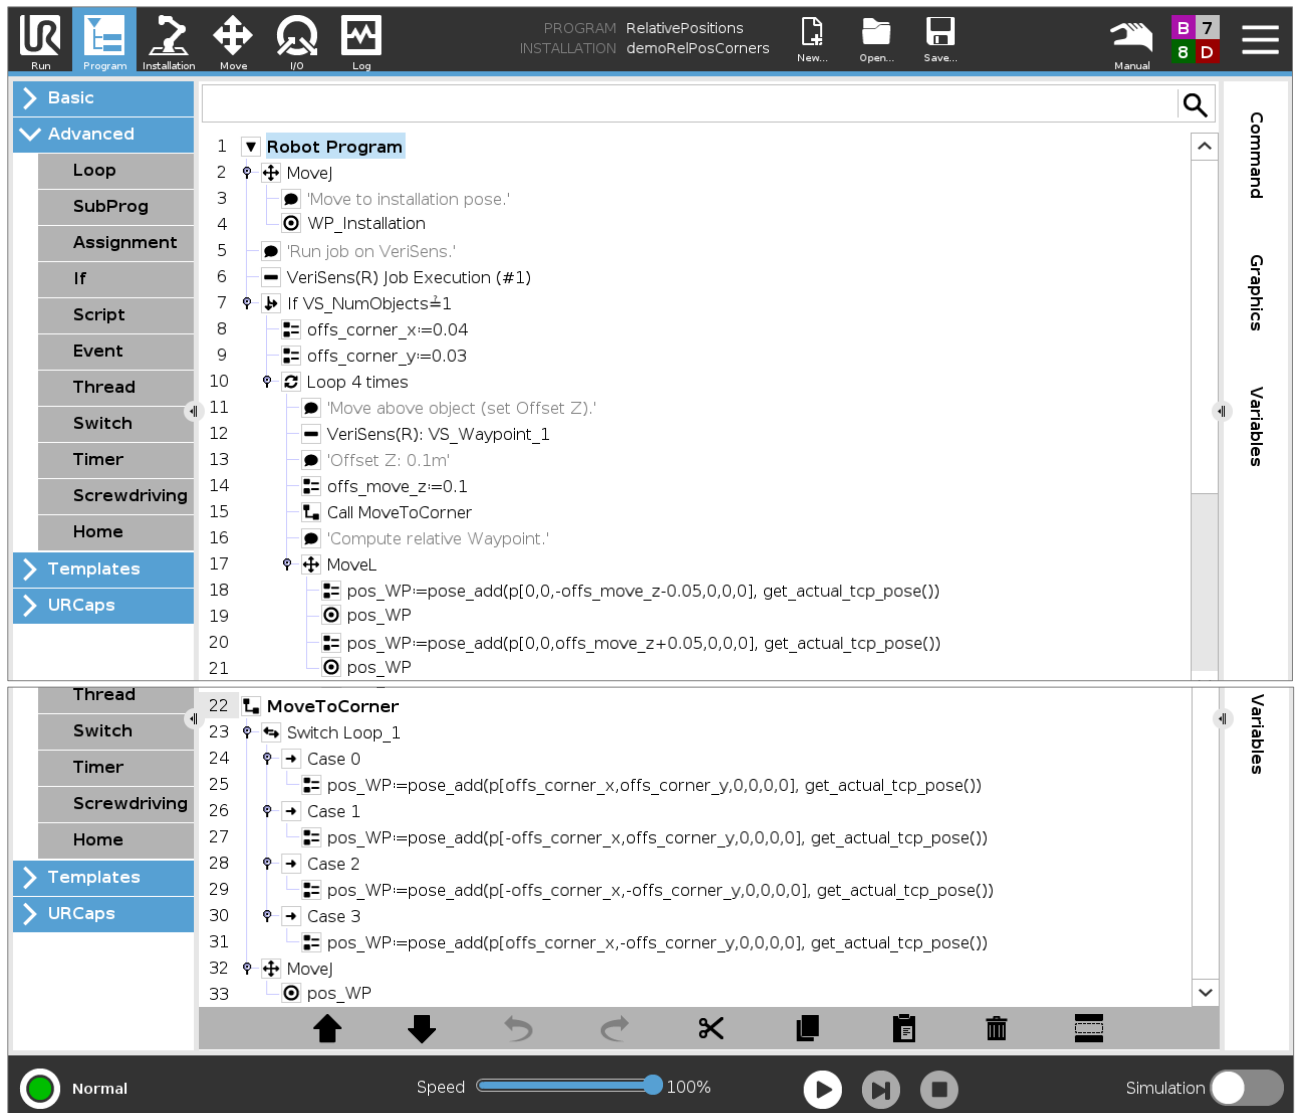 PROGRAM RelativePositions
INSTALLATION demoRelPosCorners
B 7
8 D
Run Program Installation Move I/O Log New... Open... Save... Manual
Basic
Advanced
Loop
SubProg
Assignment
If
Script
Event
Thread
Switch
Timer
Screwdriving
Home
Templates
URCaps
1 Robot Program
2 MoveJ
3 'Move to installation pose.'
4 WP_Installation
5 'Run job on VeriSens.'
6 VeriSens(R) Job Execution (#1)
7 If VS_NumObjects≟1
8 offs_corner_x≔0.04
9 offs_corner_y≔0.03
10 Loop 4 times
11 'Move above object (set Offset Z).'
12 VeriSens(R): VS_Waypoint_1
13 'Offset Z: 0.1m'
14 offs_move_z≔0.1
15 Call MoveToCorner
16 'Compute relative Waypoint.'
17 MoveL
18 pos_WP≔pose_add(p[0,0,-offs_move_z-0.05,0,0,0], get_actual_tcp_pose())
19 pos_WP
20 pos_WP≔pose_add(p[0,0,offs_move_z+0.05,0,0,0], get_actual_tcp_pose())
21 pos_WP
Command
Graphics
Variables
Thread
Switch
Timer
Screwdriving
Home
Templates
URCaps
22 MoveToCorner
23 Switch Loop_1
24 Case 0
25 pos_WP≔pose_add(p[offs_corner_x,offs_corner_y,0,0,0,0], get_actual_tcp_pose())
26 Case 1
27 pos_WP≔pose_add(p[-offs_corner_x,offs_corner_y,0,0,0,0], get_actual_tcp_pose())
28 Case 2
29 pos_WP≔pose_add(p[-offs_corner_x,-offs_corner_y,0,0,0,0], get_actual_tcp_pose())
30 Case 3
31 pos_WP≔pose_add(p[offs_corner_x,-offs_corner_y,0,0,0,0], get_actual_tcp_pose())
32 MoveJ
33 pos_WP
Variables
Normal Speed 100% Simulation